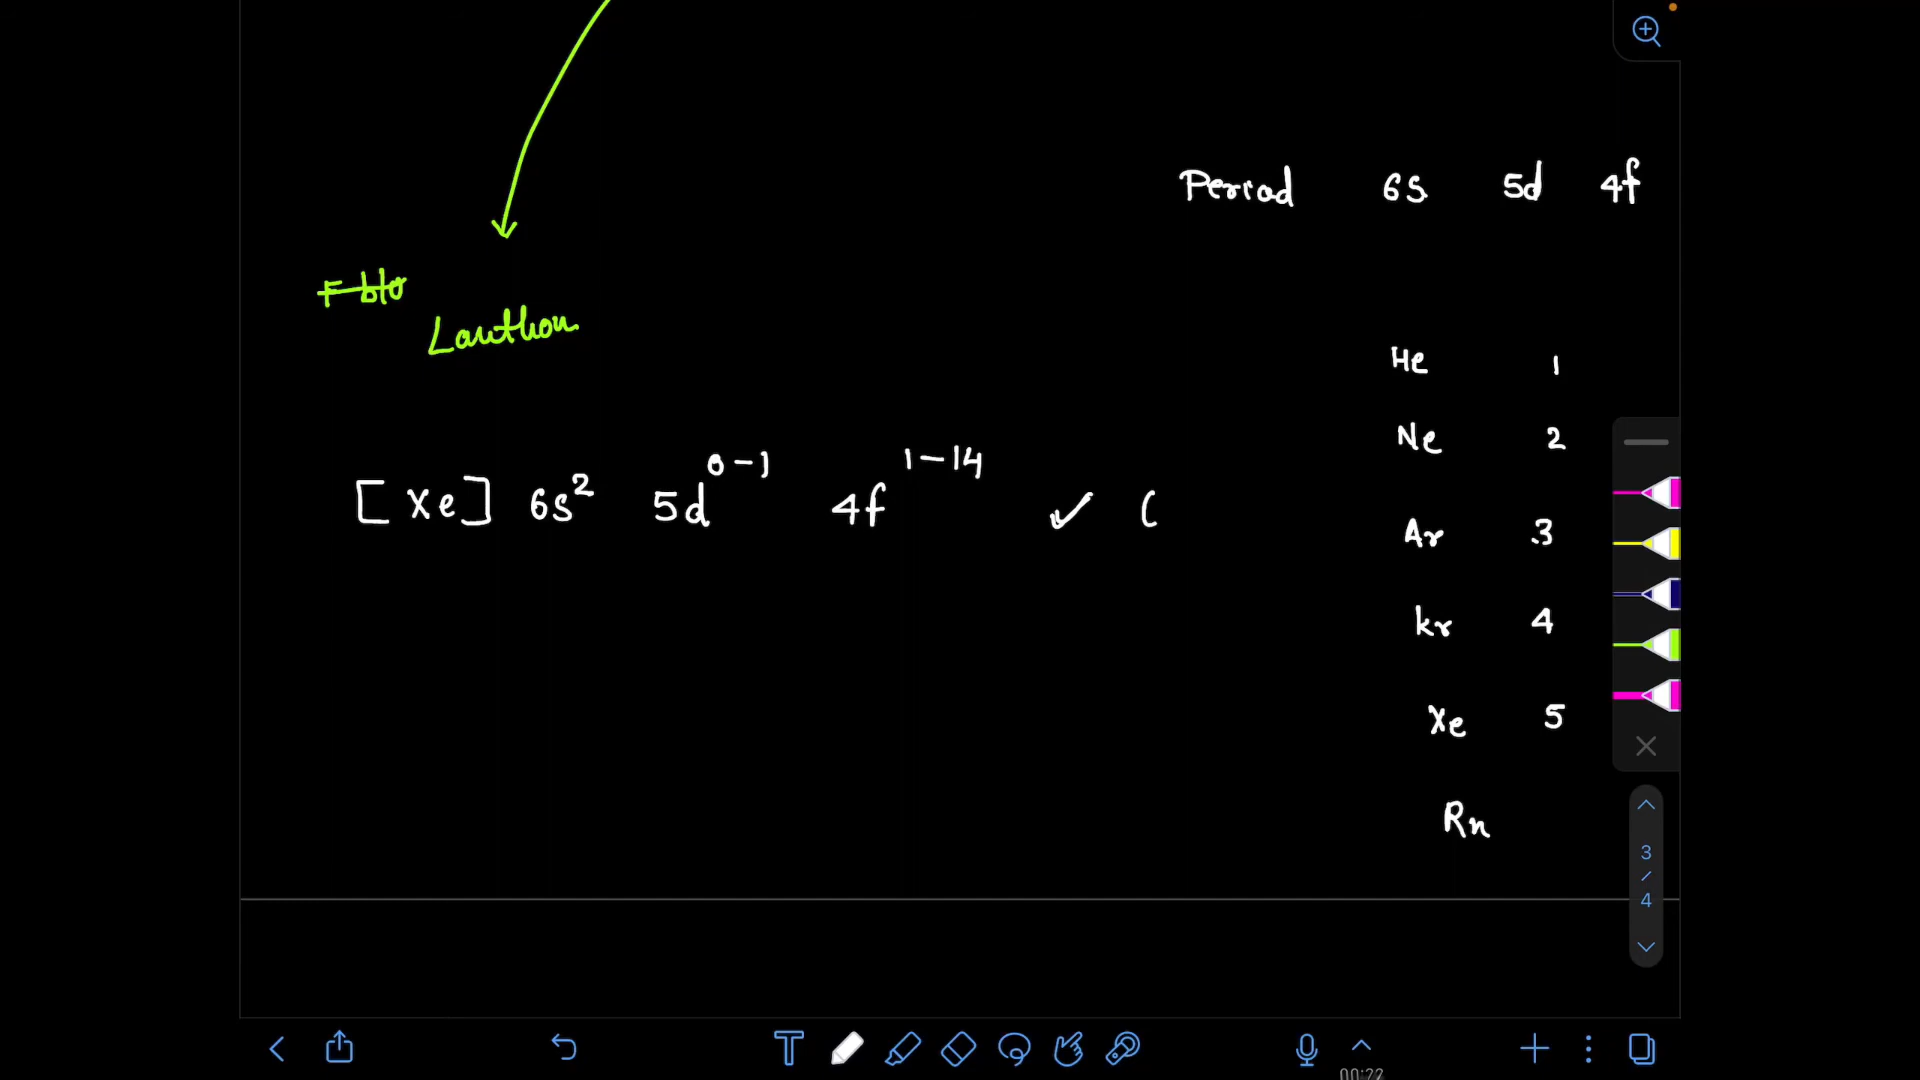 Period 6s 5d 4f
F-blo
Lanthan
He 1
Ne 2
[Xe] 6s² 5d⁰⁻¹ 4f¹⁻¹⁴ ✓ (
Ar 3
Kr 4
Xe 5
Rn
3
/
4
00:22